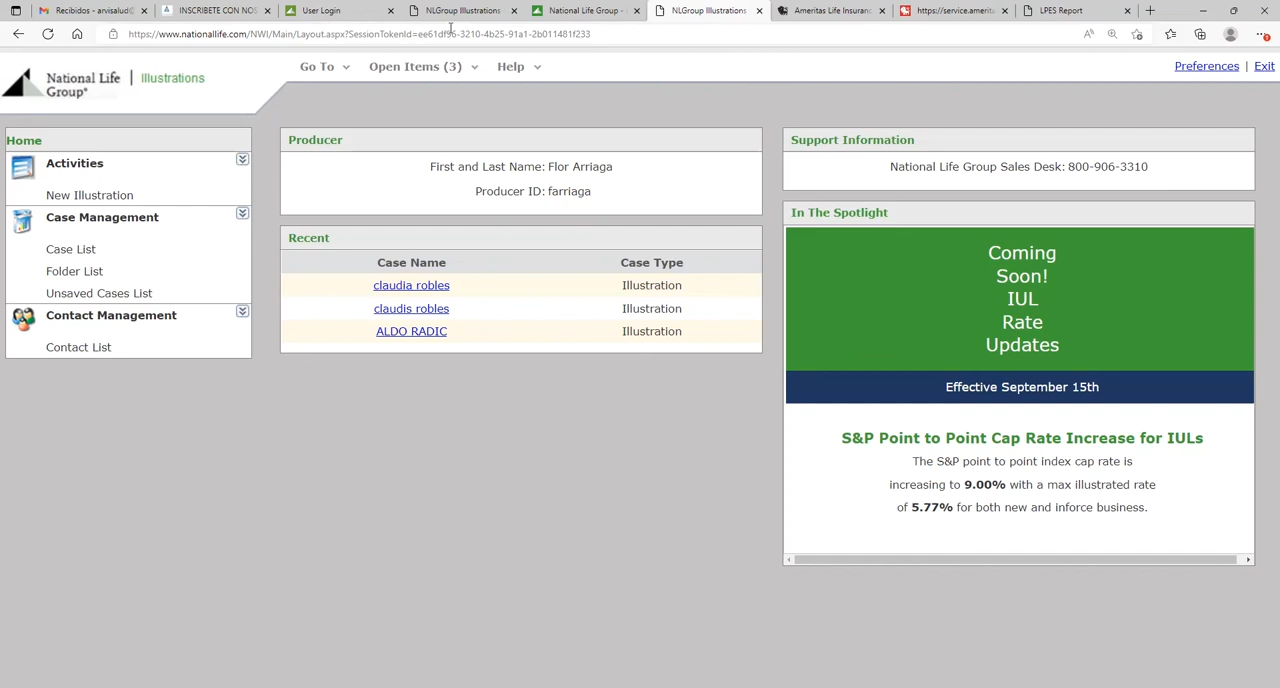 Recibidos - arvisalud@
INSCRIBETE CON NOS
User Login
NLGroup Illustrations
National Life Group -
NLGroup Illustrations
Ameritas Life Insuranc
https://service.amerita
LPES Report
https://www.nationallife.com/NWI/Main/Layout.aspx?SessionTokenId=ee61df96-3210-4b25-91a1-2b011481f233
National Life Group® | Illustrations
Go To
Open Items (3)
Help
Preferences | Exit
Home
Activities
New Illustration
Case Management
Case List
Folder List
Unsaved Cases List
Contact Management
Contact List
Producer
First and Last Name: Flor Arriaga
Producer ID: farriaga
Recent
Case Name Case Type
claudia robles Illustration
claudis robles Illustration
ALDO RADIC Illustration
Support Information
National Life Group Sales Desk: 800-906-3310
In The Spotlight
Coming
Soon!
IUL
Rate
Updates
Effective September 15th
S&P Point to Point Cap Rate Increase for IULs
The S&P point to point index cap rate is
increasing to 9.00% with a max illustrated rate
of 5.77% for both new and inforce business.